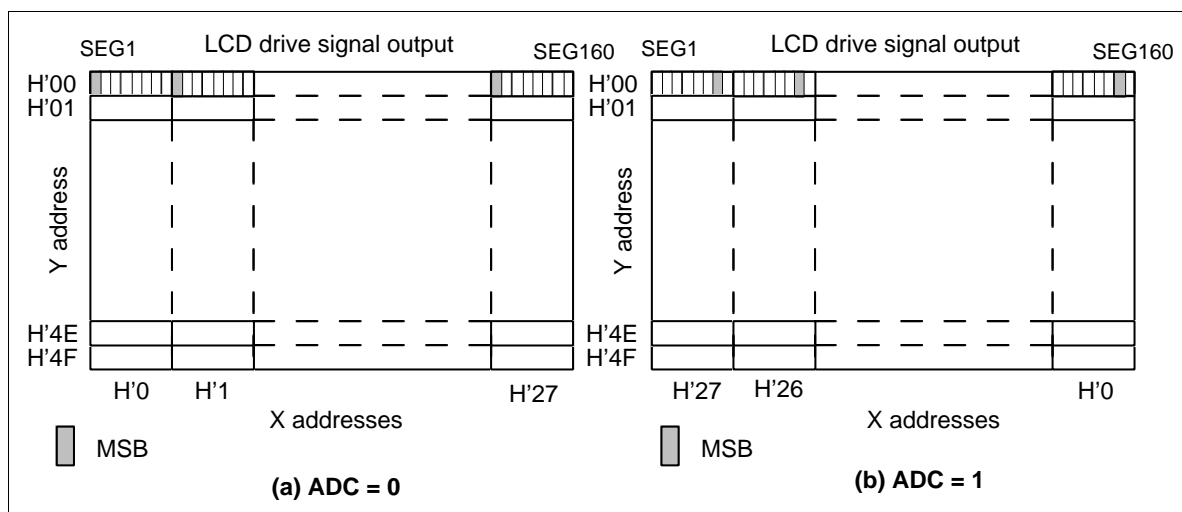 LCD drive signal output
SEG1
SEG160
H'00
H'01
Y address
H'4E
H'4F
H'0 H'1 H'27
X addresses
MSB
(a) ADC = 0
LCD drive signal output
SEG1
SEG160
H'00
H'01
Y address
H'4E
H'4F
H'27 H'26 H'0
X addresses
MSB
(b) ADC = 1